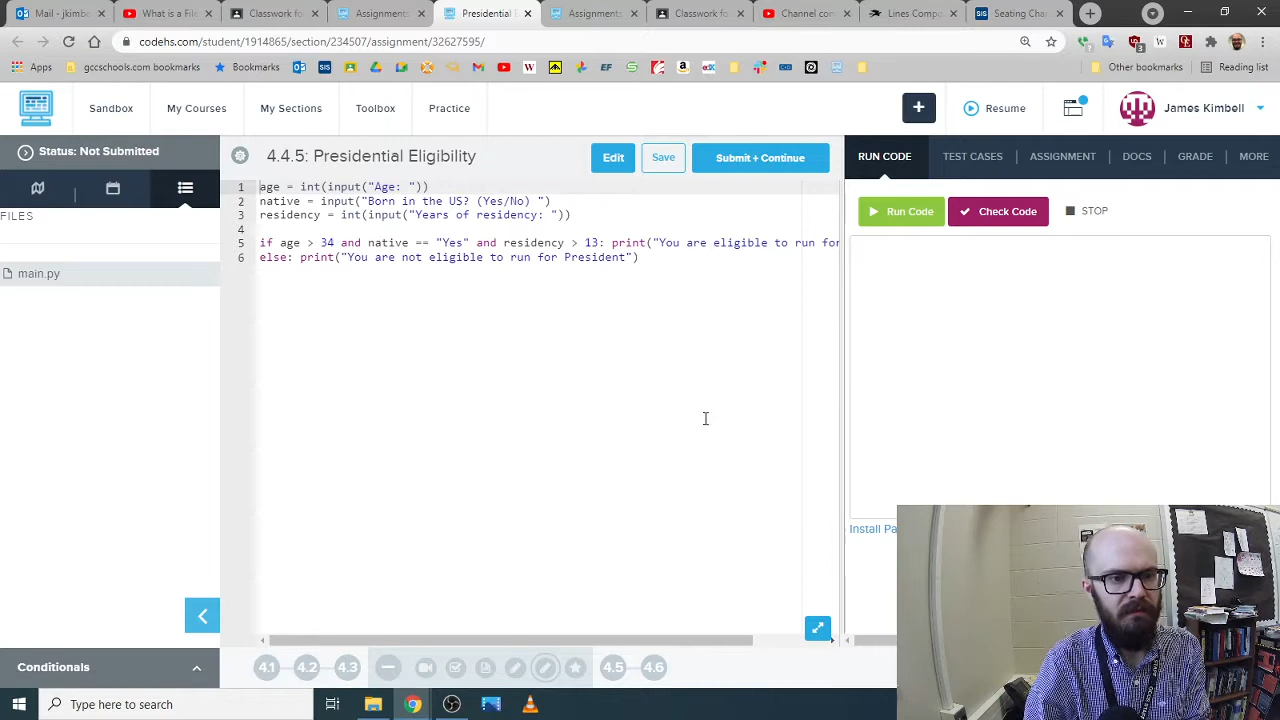 Mail - jkimbe
What is a File
Classwork for
Assignments
Presidential E
Assignments
Classwork for
Channel con
Lines Compo
Seating Cha
codehs.com/student/1914865/section/234507/assignment/32627595/
Apps
gccschools.com bookmarks
Bookmarks
Other bookmarks
Reading list
Sandbox
My Courses
My Sections
Toolbox
Practice
+
Resume
James Kimbell
Status: Not Submitted
4.4.5: Presidential Eligibility
Edit
Save
Submit + Continue
RUN CODE
TEST CASES
ASSIGNMENT
DOCS
GRADE
MORE
FILES
main.py
1 age = int(input("Age: "))
2 native = input("Born in the US? (Yes/No) ")
3 residency = int(input("Years of residency: "))
4
5 if age > 34 and native == "Yes" and residency > 13: print("You are eligible to run for
6 else: print("You are not eligible to run for President")
Run Code
Check Code
STOP
Install Pa
Conditionals
4.1
4.2
4.3
4.5
4.6
Type here to search